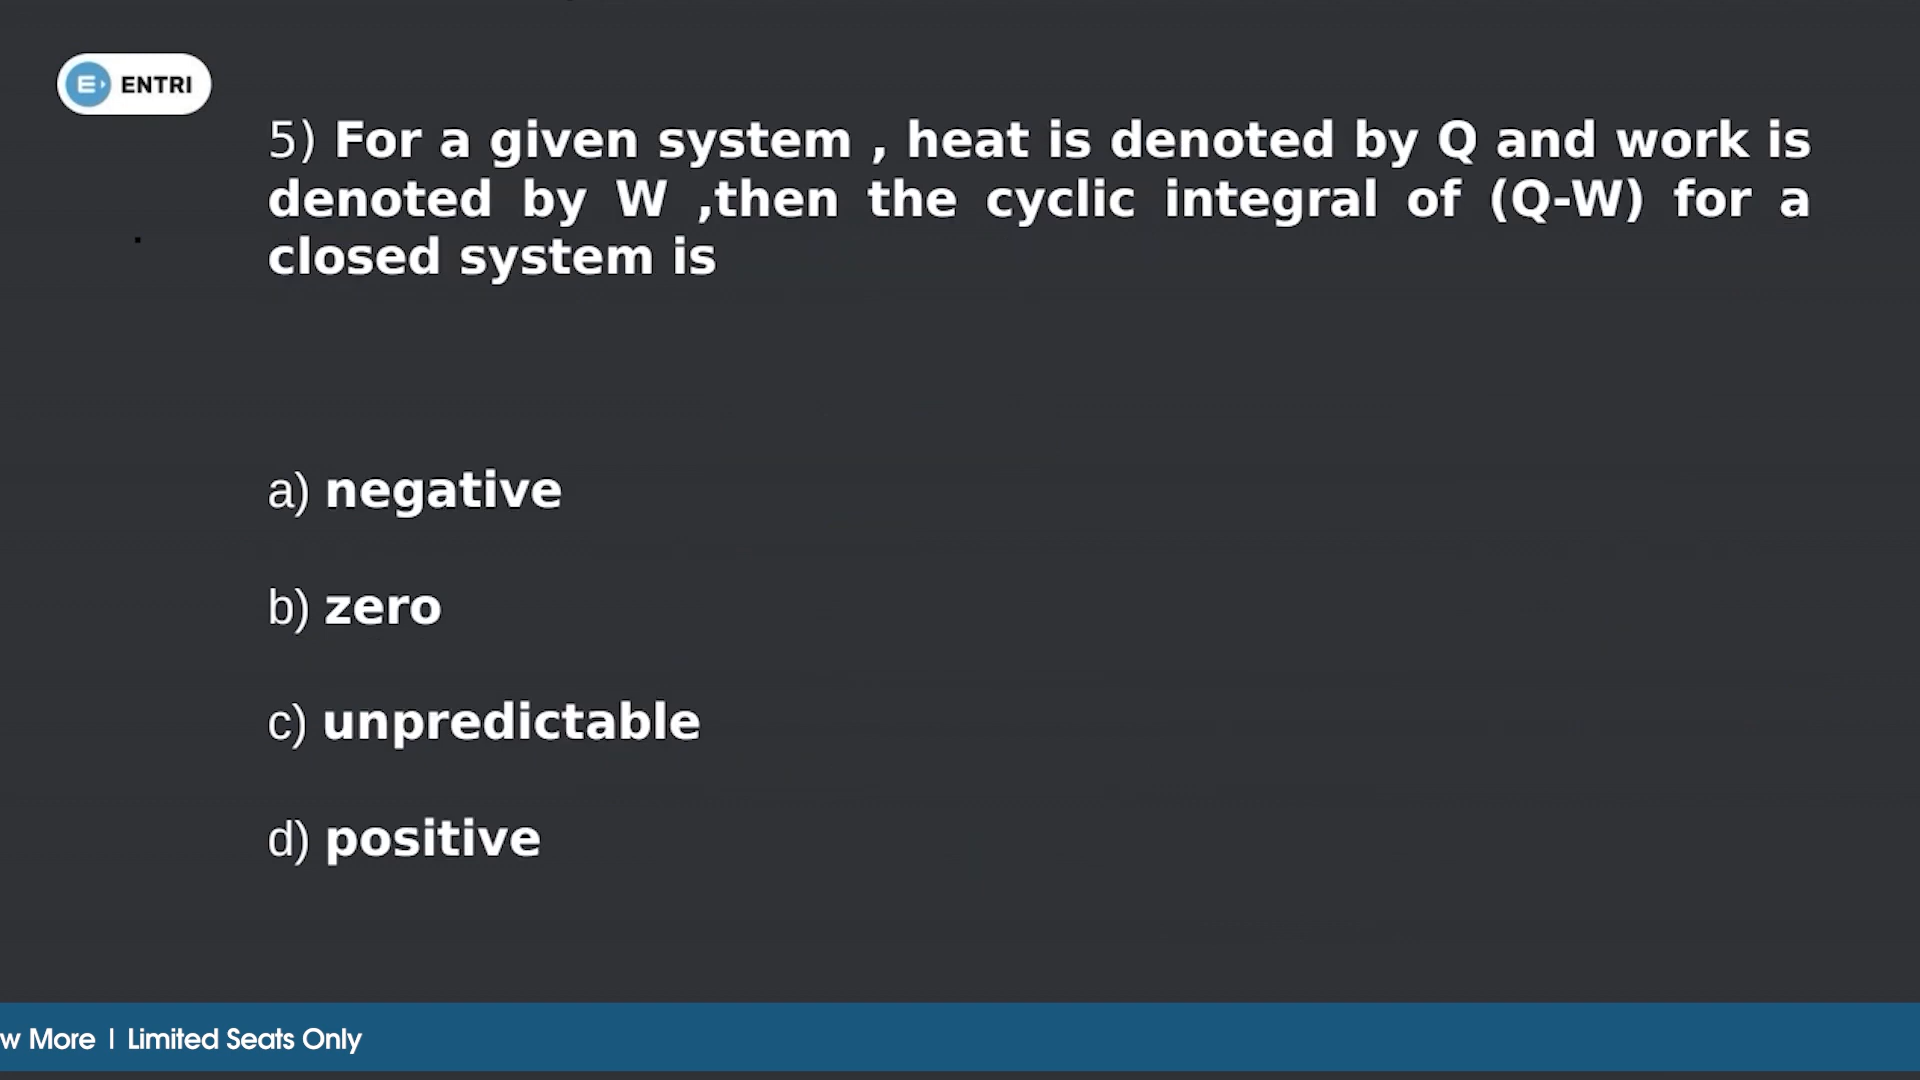 ENTRI
5) For a given system , heat is denoted by Q and work is
denoted by W ,then the cyclic integral of (Q-W) for a
closed system is
a) negative
b) zero
c) unpredictable
d) positive
w More | Limited Seats Only